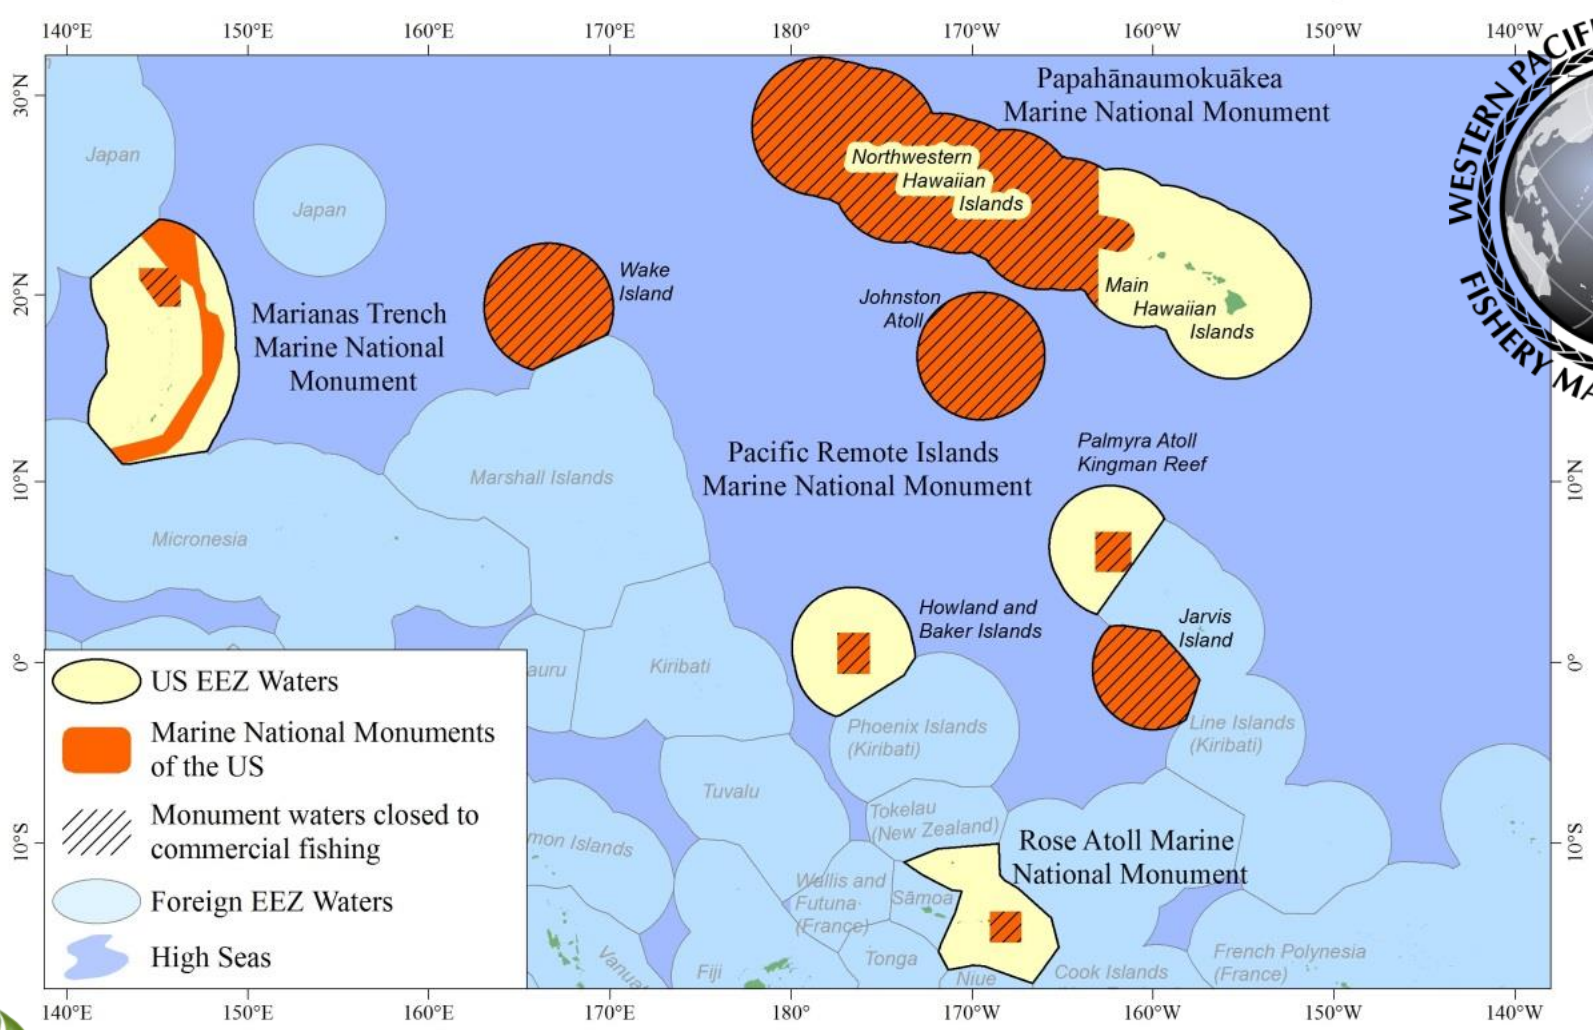 140°E 150°E 160°E 170°E 180° 170°W 160°W 150°W 140°W
30°N
20°N
10°N
0°
10°S
Papahānaumokuākea
Marine National Monument
WESTERN
FISHERY
Japan
Japan
Northwestern
Hawaiian
Islands
Wake
Island
Main
Hawaiian
Islands
Johnston
Atoll
Marianas Trench
Marine National
Monument
Pacific Remote Islands
Marine National Monument
Palmyra Atoll
Kingman Reef
Marshall Islands
Micronesia
Howland and
Baker Islands
Jarvis
Island
Kiribati
Phoenix Islands
(Kiribati)
Line Islands
(Kiribati)
Tuvalu
Tokelau
(New Zealand)
Rose Atoll Marine
National Monument
Wallis and
Futuna
(France)
Sāmoa
Islands
Fiji
Tonga
Niue
Cook Islands
French Polynesia
(France)
US EEZ Waters
Marine National Monuments
of the US
Monument waters closed to
commercial fishing
Foreign EEZ Waters
High Seas
10°N
0°
10°S
140°E 150°E 160°E 170°E 180° 170°W 160°W 150°W 140°W